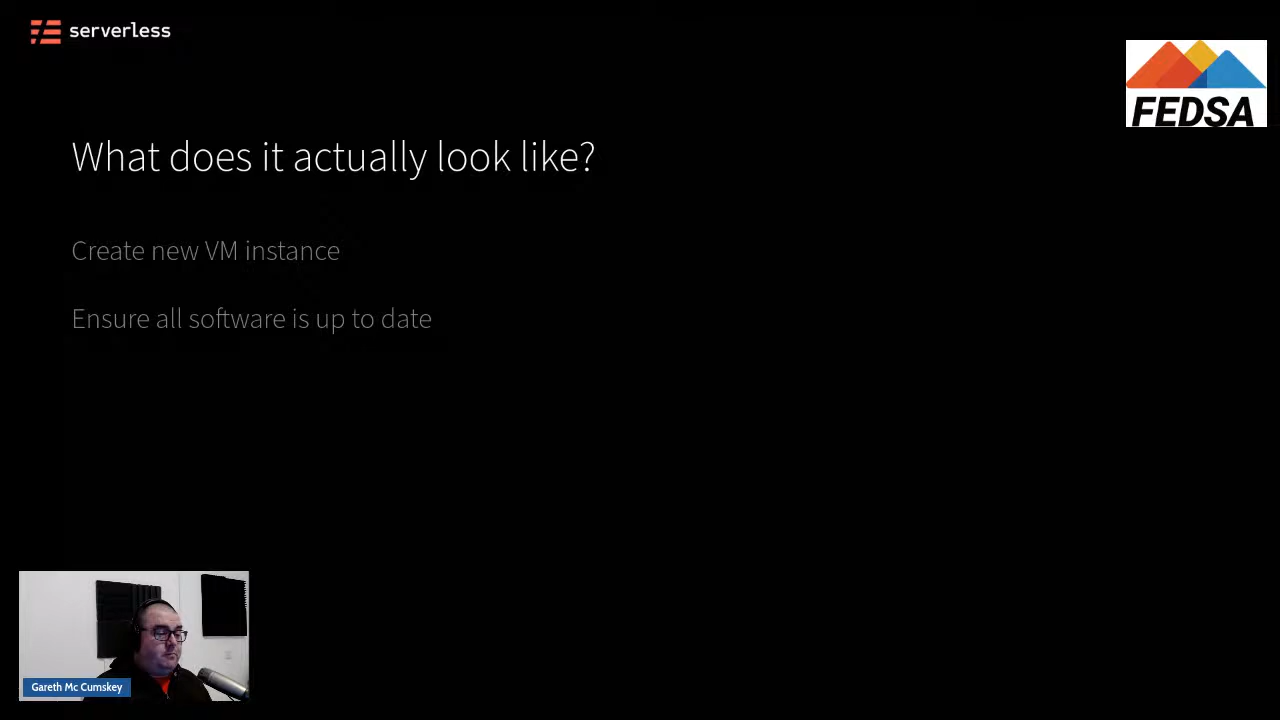 serverless
FEDSA
What does it actually look like?
Create new VM instance
Ensure all software is up to date
Gareth Mc Cumskey